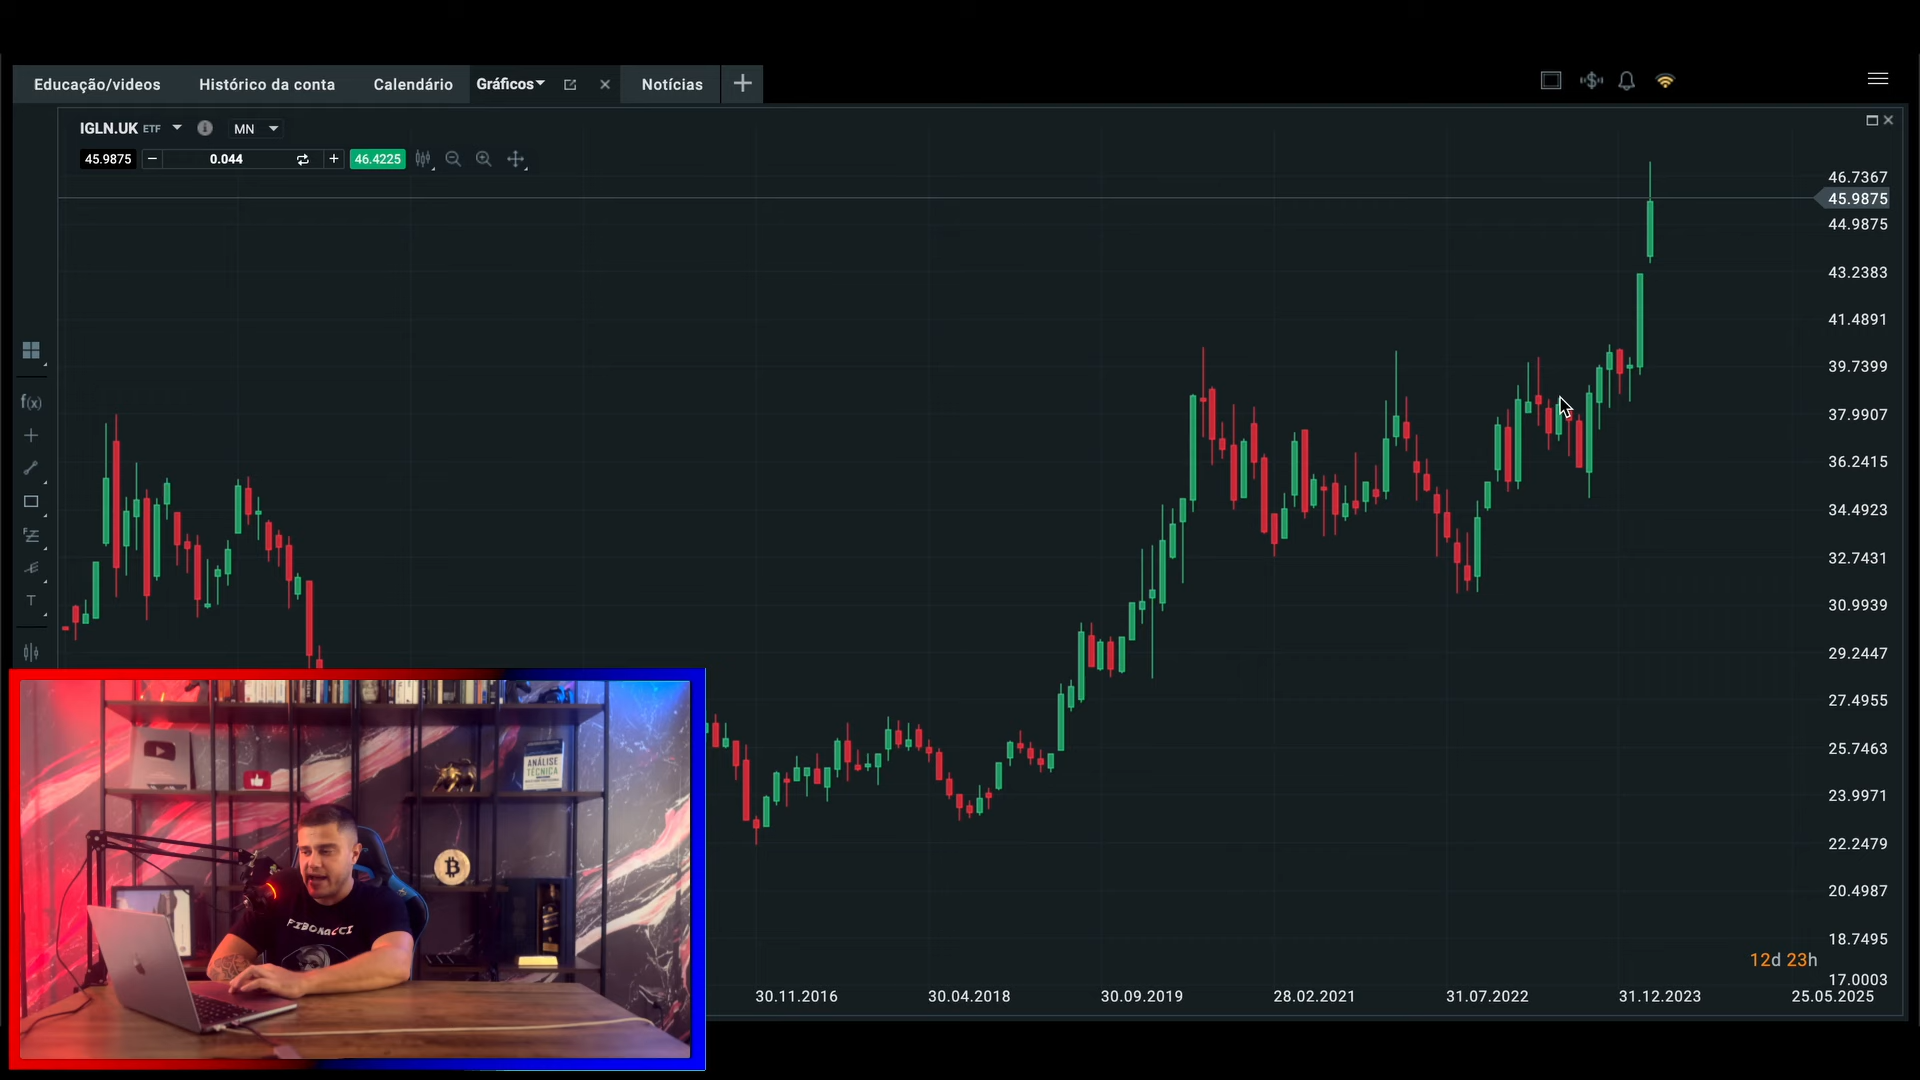 Educação/videos Histórico da conta Calendário Gráficos Notícias
IGLN.UK ETF MN
45.9875 0.044 46.4225
46.7367
45.9875
44.9875
43.2383
41.4891
39.7399
37.9907
36.2415
34.4923
32.7431
30.9939
29.2447
27.4955
25.7463
23.9971
22.2479
20.4987
18.7495
17.0003
f(x)
T
12d 23h
30.11.2016 30.04.2018 30.09.2019 28.02.2021 31.07.2022 31.12.2023 25.05.2025
ANÁLISE
TÉCNICA
FIBONACCI